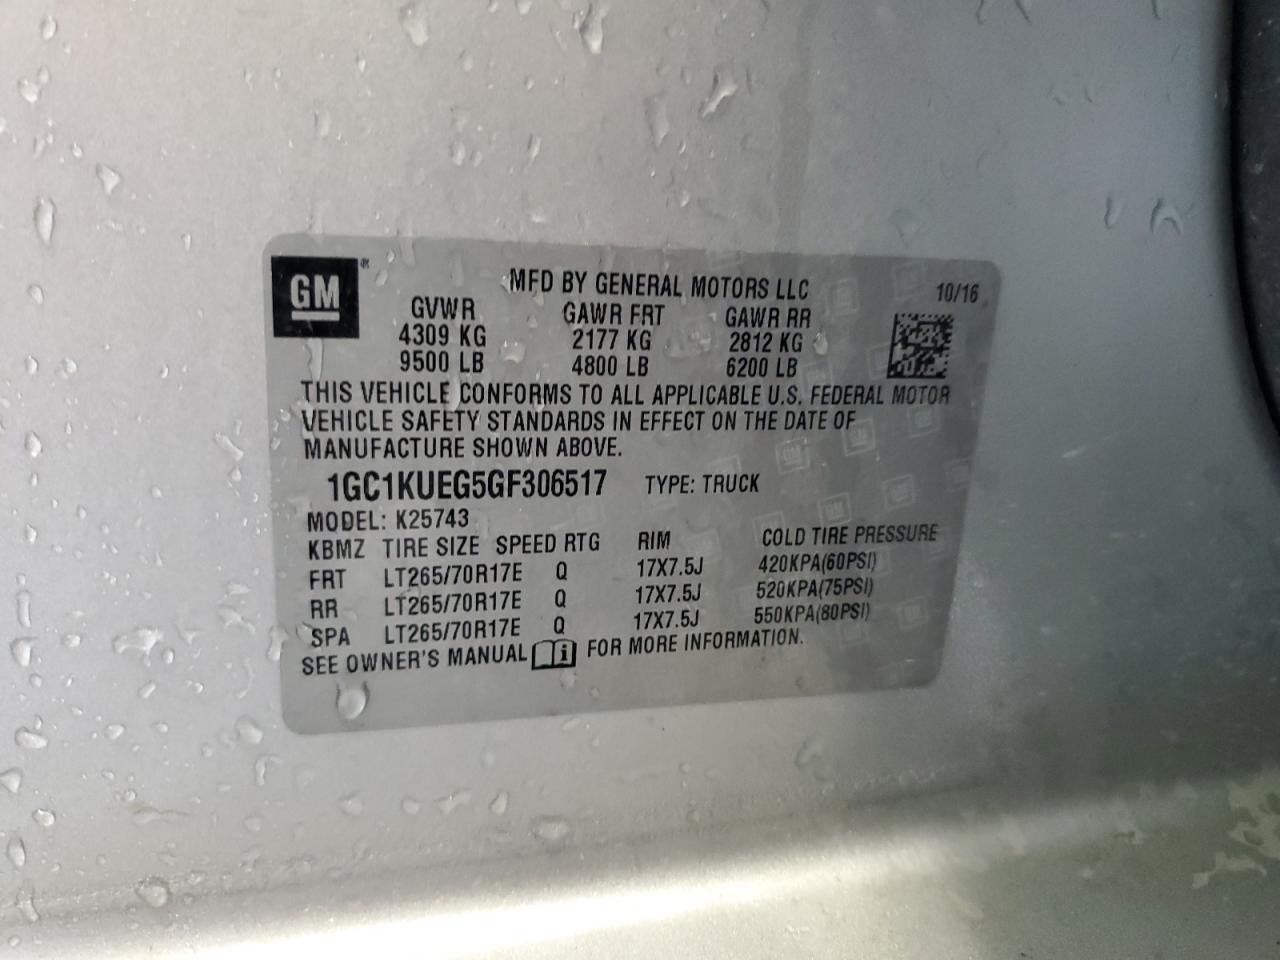 GM ®
MFD BY GENERAL MOTORS LLC 10/16
GVWR GAWR FRT GAWR RR
4309 KG 2177 KG 2812 KG
9500 LB 4800 LB 6200 LB
THIS VEHICLE CONFORMS TO ALL APPLICABLE U.S. FEDERAL MOTOR
VEHICLE SAFETY STANDARDS IN EFFECT ON THE DATE OF
MANUFACTURE SHOWN ABOVE.
1GC1KUEG5GF306517 TYPE: TRUCK
MODEL: K25743
KBMZ TIRE SIZE SPEED RTG RIM COLD TIRE PRESSURE
FRT LT265/70R17E Q 17X7.5J 420KPA(60PSI)
RR LT265/70R17E Q 17X7.5J 520KPA(75PSI)
SPA LT265/70R17E Q 17X7.5J 550KPA(80PSI)
SEE OWNER'S MANUAL i FOR MORE INFORMATION.